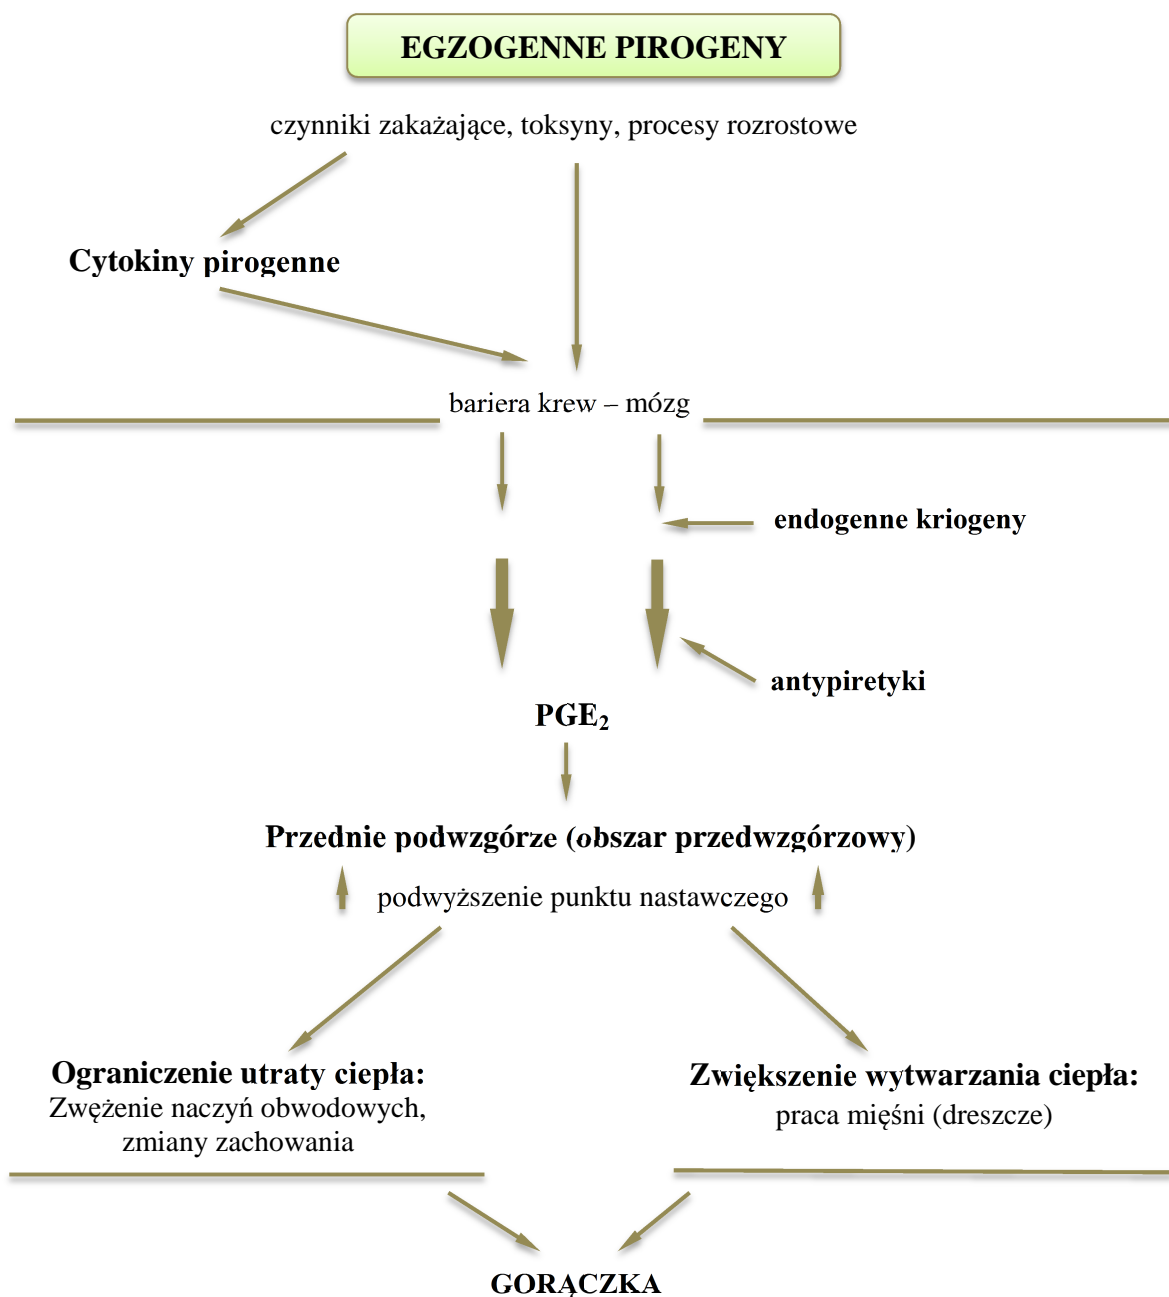 EGZOGENNE PIROGENY
czynniki zakażające, toksyny, procesy rozrostowe
Cytokiny pirogenne
bariera krew – mózg
endogenne kriogeny
antypiretyki
PGE₂
Przednie podwzgórze (obszar przedwzgórzowy)
podwyższenie punktu nastawczego
Ograniczenie utraty ciepła:
Zwężenie naczyń obwodowych,
zmiany zachowania
Zwiększenie wytwarzania ciepła:
praca mięśni (dreszcze)
GORĄCZKA